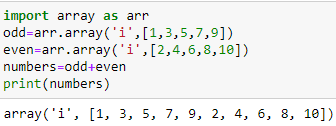 import array as arr
odd=arr.array('i',[1,3,5,7,9])
even=arr.array('i',[2,4,6,8,10])
numbers=odd+even
print(numbers)
array('i', [1, 3, 5, 7, 9, 2, 4, 6, 8, 10])